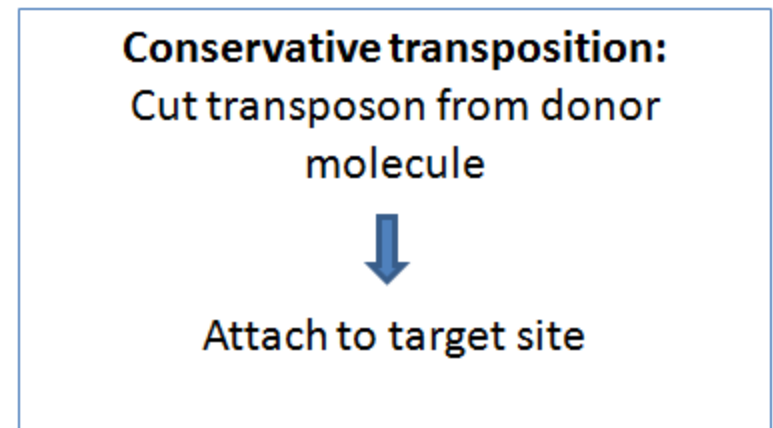 Conservative transposition:
Cut transposon from donor
molecule
Attach to target site